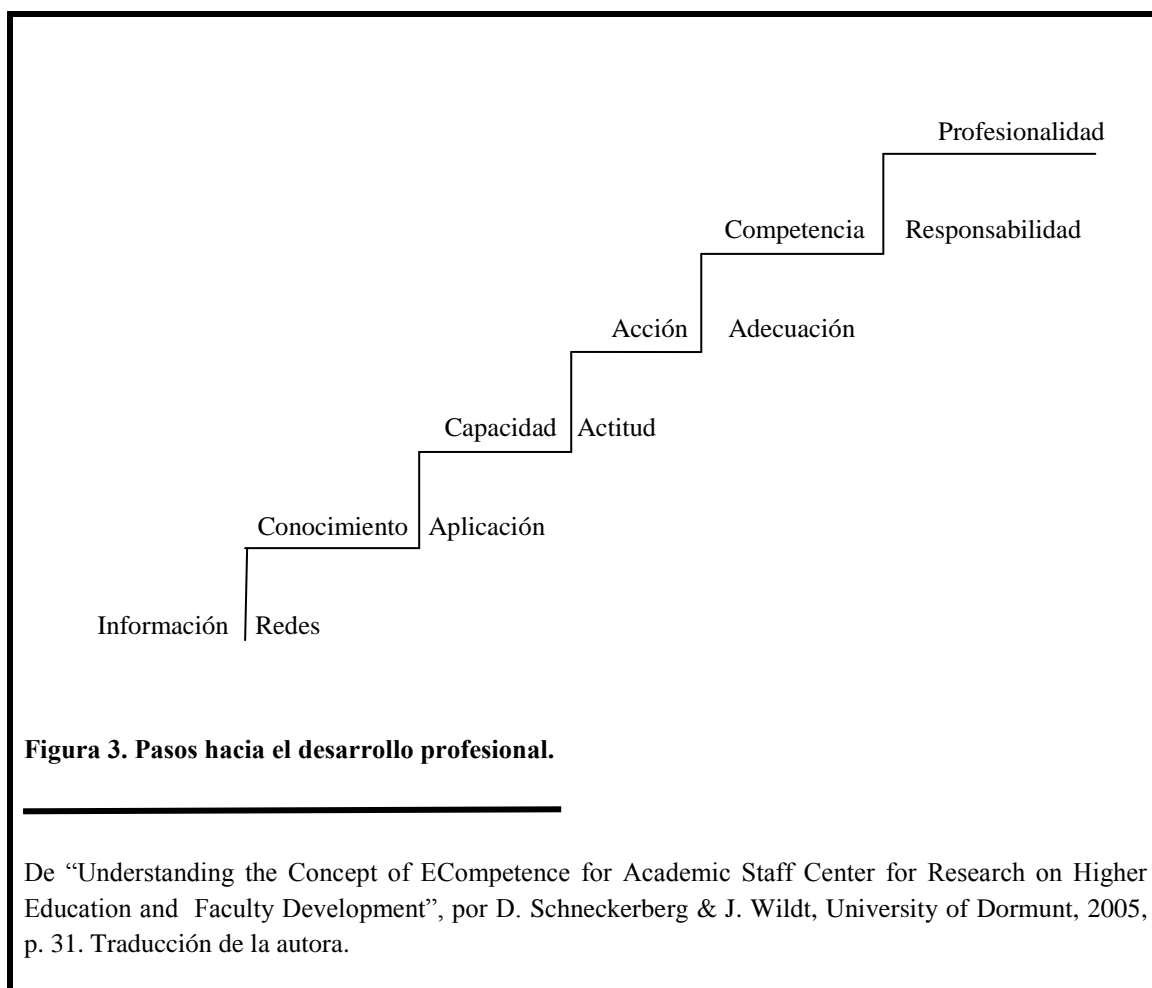 Profesionalidad
Competencia Responsabilidad
Acción Adecuación
Capacidad Actitud
Conocimiento Aplicación
Información Redes
Figura 3. Pasos hacia el desarrollo profesional.
De “Understanding the Concept of ECompetence for Academic Staff Center for Research on Higher
Education and Faculty Development”, por D. Schneckerberg & J. Wildt, University of Dormunt, 2005,
p. 31. Traducción de la autora.